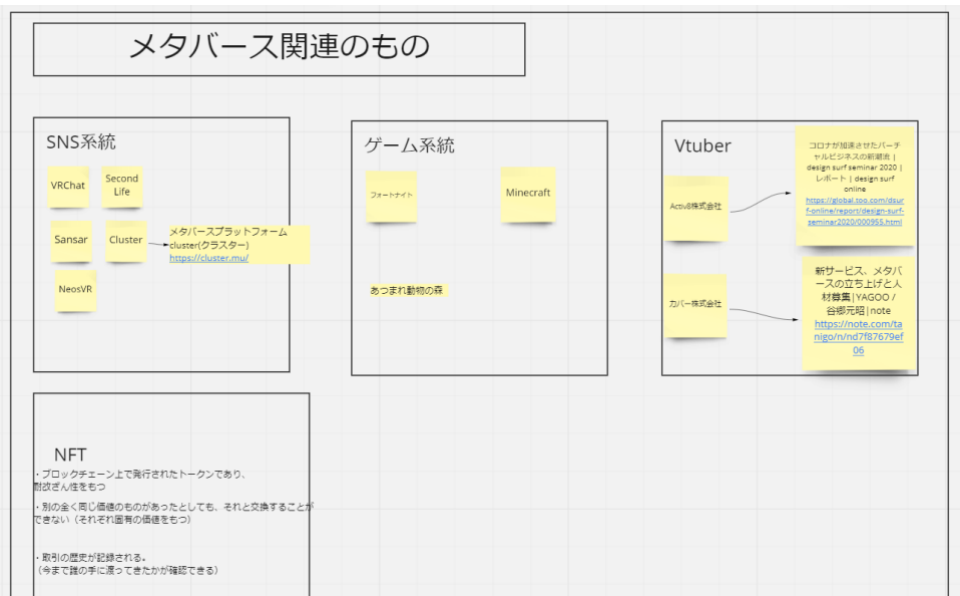 メタバース関連のもの
SNS系統
VRChat
Second
Life
Sansar
Cluster
メタバースプラットフォーム
cluster(クラスター)
https://cluster.mu/
NeosVR
ゲーム系統
フォートナイト
Minecraft
あつまれ動物の森
Vtuber
Activ8株式会社
コロナが加速させたバーチ
ャルビジネスの新潮流 |
design surf seminar 2020 |
レポート | design surf
online
https://global.too.com/dsur
f-online/report/design-surf-
seminar2020/000955.html
カバー株式会社
新サービス、メタバ
ースの立ち上げと人
材募集|YAGOO /
谷郷元昭|note
https://note.com/ta
nigo/n/nd7f87679ef
06
NFT
・ブロックチェーン上で発行されたトークンであり、
耐改ざん性をもつ
・別の全く同じ価値のものがあったとしても、それと交換することが
できない（それぞれ固有の価値をもつ）
・取引の歴史が記録される。
（今まで誰の手に渡ってきたかが確認できる）